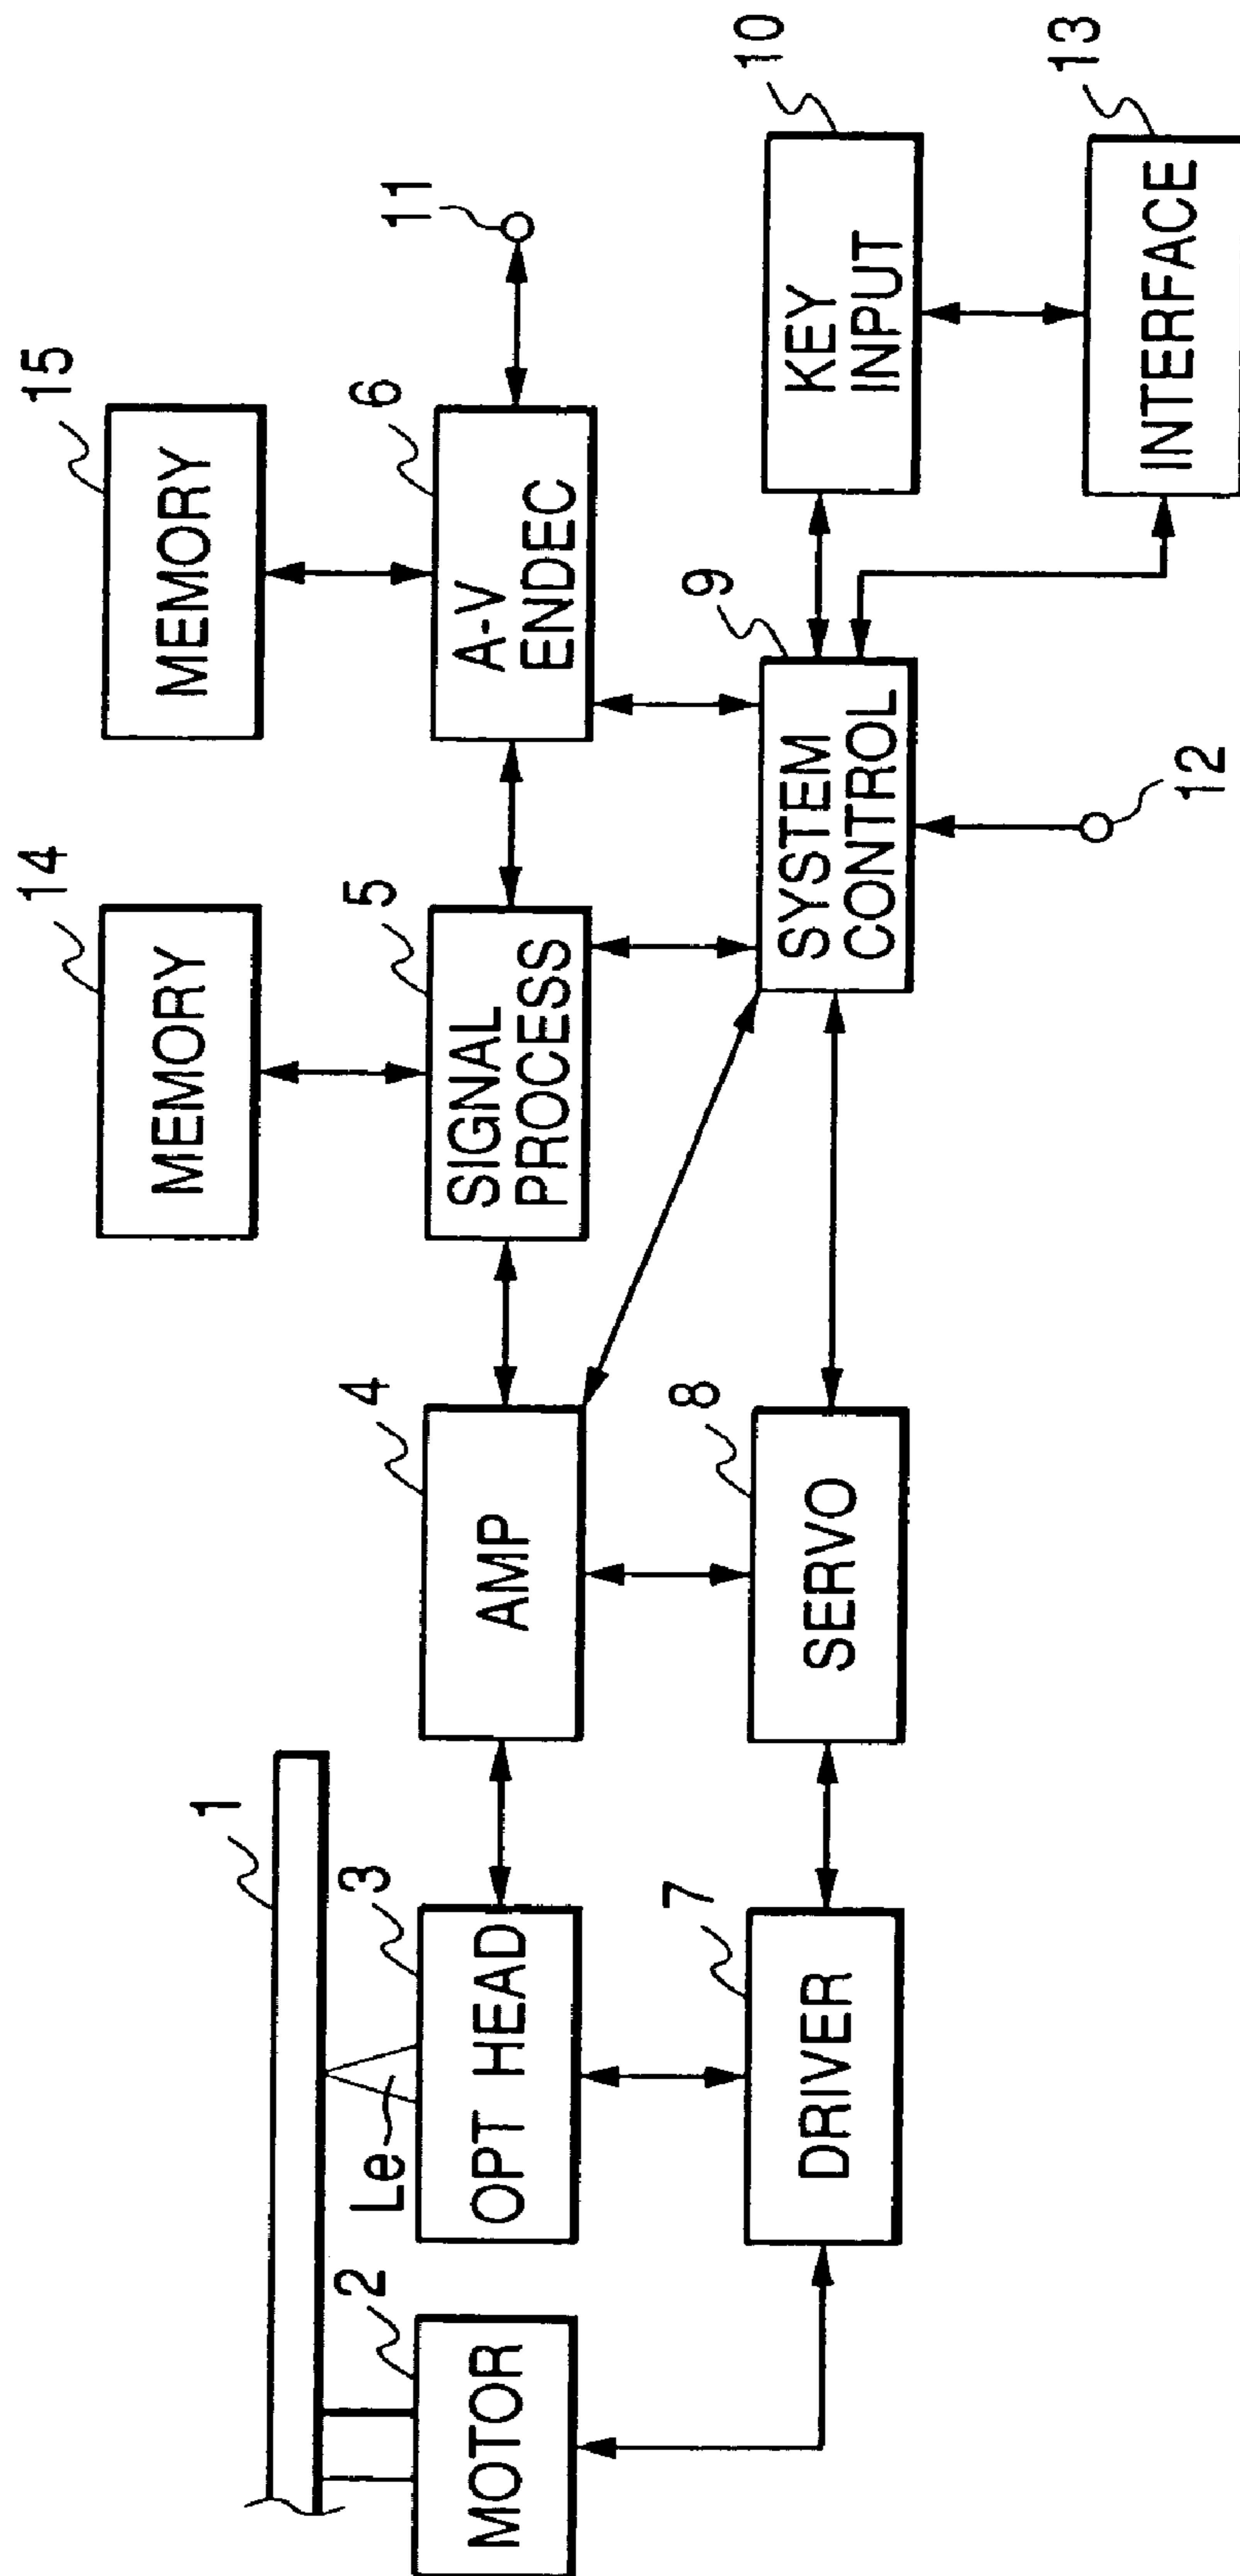 14
15
MEMORY
MEMORY
11
1
2
Le
3
4
5
6
MOTOR
OPT HEAD
AMP
SIGNAL
PROCESS
A-V
ENDEC
7
8
9
10
DRIVER
SERVO
SYSTEM
CONTROL
KEY
INPUT
12
13
INTERFACE